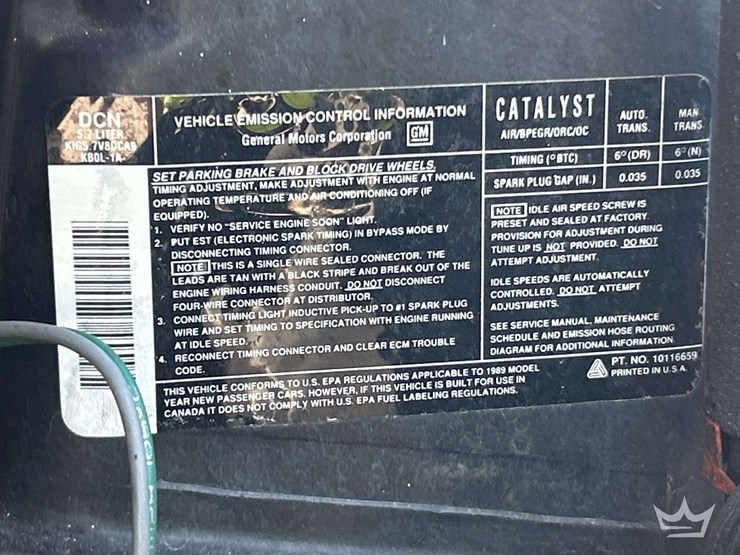 DCN
5.7 LITER
K1G5.7V8DCA9
KB0L-1A
VEHICLE EMISSION CONTROL INFORMATION
General Motors Corporation GM
SET PARKING BRAKE AND BLOCK DRIVE WHEELS.
TIMING ADJUSTMENT, MAKE ADJUSTMENT WITH ENGINE AT NORMAL
OPERATING TEMPERATURE AND AIR CONDITIONING OFF (IF
EQUIPPED).
1. VERIFY NO "SERVICE ENGINE SOON" LIGHT.
2. PUT EST (ELECTRONIC SPARK TIMING) IN BYPASS MODE BY
DISCONNECTING TIMING CONNECTOR.
NOTE THIS IS A SINGLE WIRE SEALED CONNECTOR. THE
LEADS ARE TAN WITH A BLACK STRIPE AND BREAK OUT OF THE
ENGINE WIRING HARNESS CONDUIT. DO NOT DISCONNECT
FOUR-WIRE CONNECTOR AT DISTRIBUTOR.
3. CONNECT TIMING LIGHT INDUCTIVE PICK-UP TO #1 SPARK PLUG
WIRE AND SET TIMING TO SPECIFICATION WITH ENGINE RUNNING
AT IDLE SPEED.
4. RECONNECT TIMING CONNECTOR AND CLEAR ECM TROUBLE
CODE.
THIS VEHICLE CONFORMS TO U.S. EPA REGULATIONS APPLICABLE TO 1989 MODEL
YEAR NEW PASSENGER CARS. HOWEVER, IF THIS VEHICLE IS BUILT FOR USE IN
CANADA IT DOES NOT COMPLY WITH U.S. EPA FUEL LABELING REGULATIONS.
CATALYST
AIR/BPEGR/ORC/OC
AUTO. TRANS.
MAN TRANS
TIMING (°BTC) 6°(DR) 6°(N)
SPARK PLUG GAP (IN.) 0.035 0.035
NOTE IDLE AIR SPEED SCREW IS
PRESET AND SEALED AT FACTORY.
PROVISION FOR ADJUSTMENT DURING
TUNE UP IS NOT PROVIDED. DO NOT
ATTEMPT ADJUSTMENT.
IDLE SPEEDS ARE AUTOMATICALLY
CONTROLLED. DO NOT ATTEMPT
ADJUSTMENTS.
SEE SERVICE MANUAL, MAINTENANCE
SCHEDULE AND EMISSION HOSE ROUTING
DIAGRAM FOR ADDITIONAL INFORMATION.
PT. NO. 10116659
PRINTED IN U.S.A.